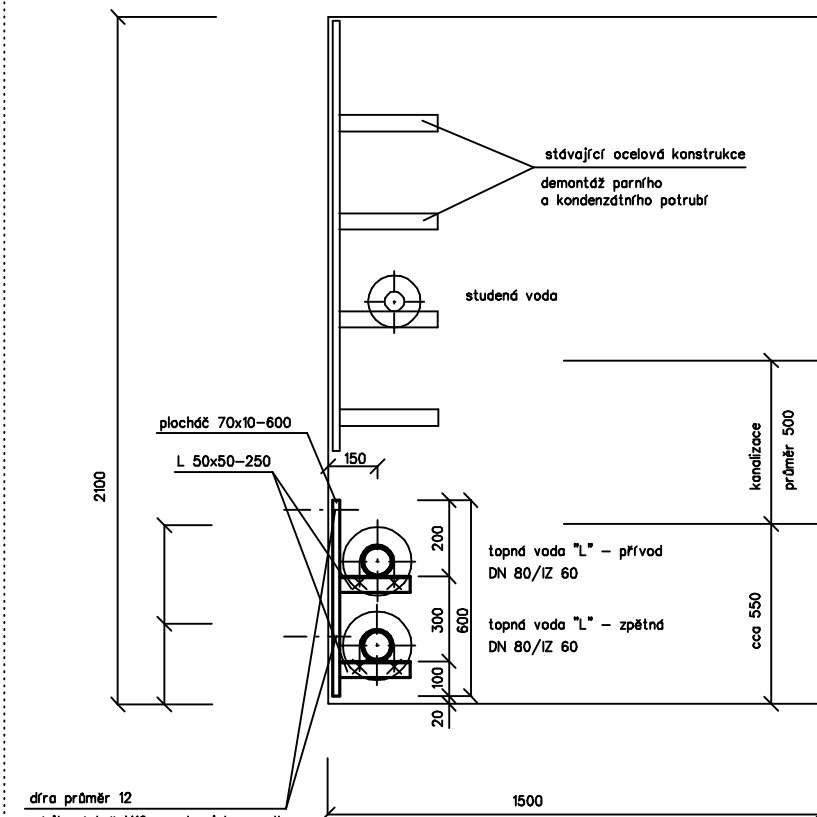 stávající ocelová konstrukce
demontáž parního
a kondenzátního potrubí
studená voda
plocháč 70x10-600
150
L 50x50-250
2100
kanalizace
průměr 500
200
topná voda "L" - přívod
DN 80/IZ 60
300
600
topná voda "L" - zpětná
DN 80/IZ 60
cca 550
100
20
díra průměr 12
1500